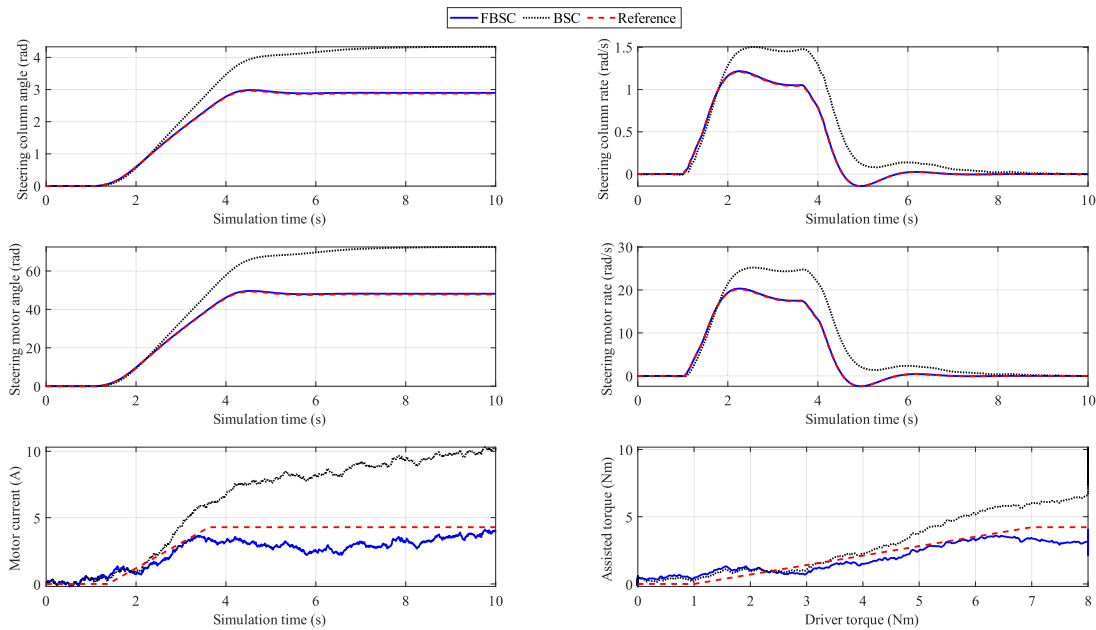 FBSC BSC Reference
Steering column angle (rad)
4
3
2
1
0
0 2 4 6 8 10
Simulation time (s)
Steering column rate (rad/s)
1.5
1
0.5
0
0 2 4 6 8 10
Simulation time (s)
Steering motor angle (rad)
60
40
20
0
0 2 4 6 8 10
Simulation time (s)
Steering motor rate (rad/s)
30
20
10
0
0 2 4 6 8 10
Simulation time (s)
Motor current (A)
10
5
0
0 2 4 6 8 10
Simulation time (s)
Assisted torque (Nm)
10
5
0
0 1 2 3 4 5 6 7 8
Driver torque (Nm)